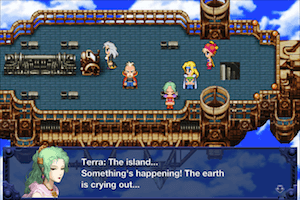 Terra: The island...
Something's happening! The earth
is crying out...